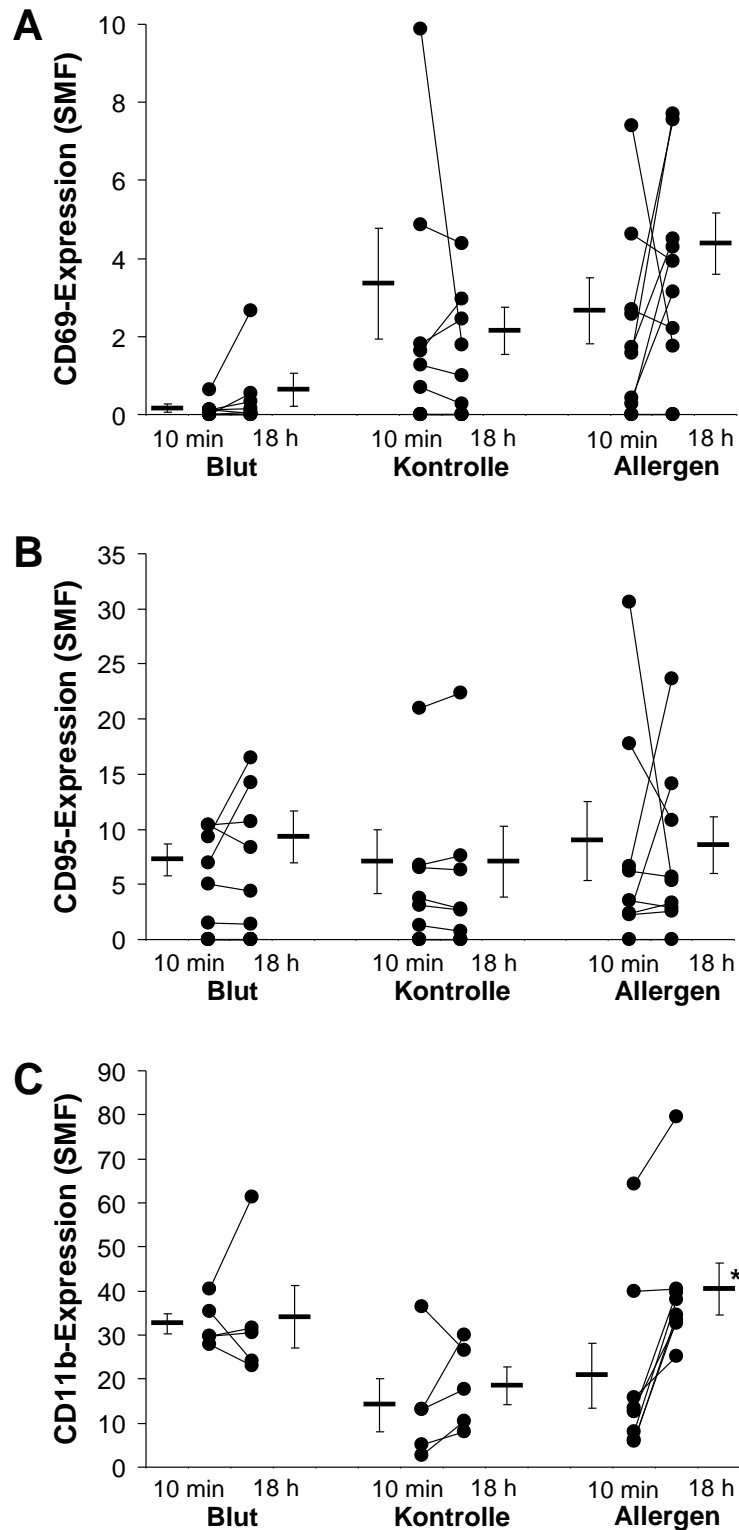 A
CD69-Expression (SMF)
10
8
6
4
2
0
10 min 18 h 10 min 18 h 10 min 18 h
Blut Kontrolle Allergen
B
CD95-Expression (SMF)
35
30
25
20
15
10
5
0
10 min 18 h 10 min 18 h 10 min 18 h
Blut Kontrolle Allergen
C
CD11b-Expression (SMF)
90
80
70
60
50
40
30
20
10
0
*
10 min 18 h 10 min 18 h 10 min 18 h
Blut Kontrolle Allergen